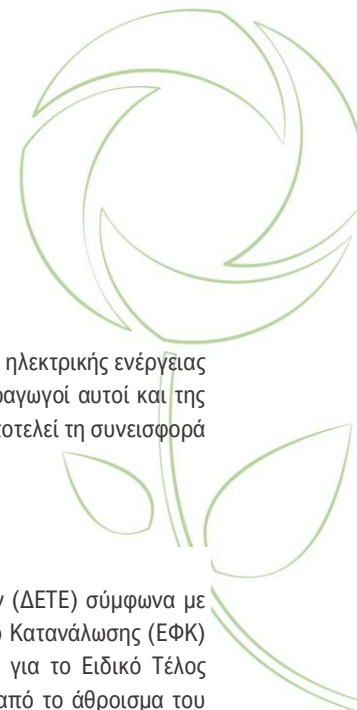 ηλεκτρικής ενέργειας
αγωγοί αυτοί και της
οτελεί τη συνεισφορά
ν (ΔΕΤΕ) σύμφωνα με
ο Κατανάλωσης (ΕΦΚ)
για το Ειδικό Τέλος
από το άθροισμα του